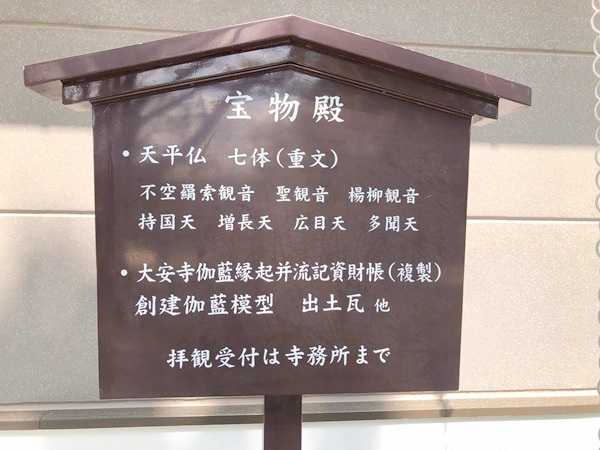 宝物殿
・天平仏 七体(重文)
不空羂索観音 聖観音 楊柳観音
持国天 増長天 広目天 多聞天
・大安寺伽藍縁起并流記資財帳(複製)
創建伽藍模型 出土瓦 他
拝観受付は寺務所まで